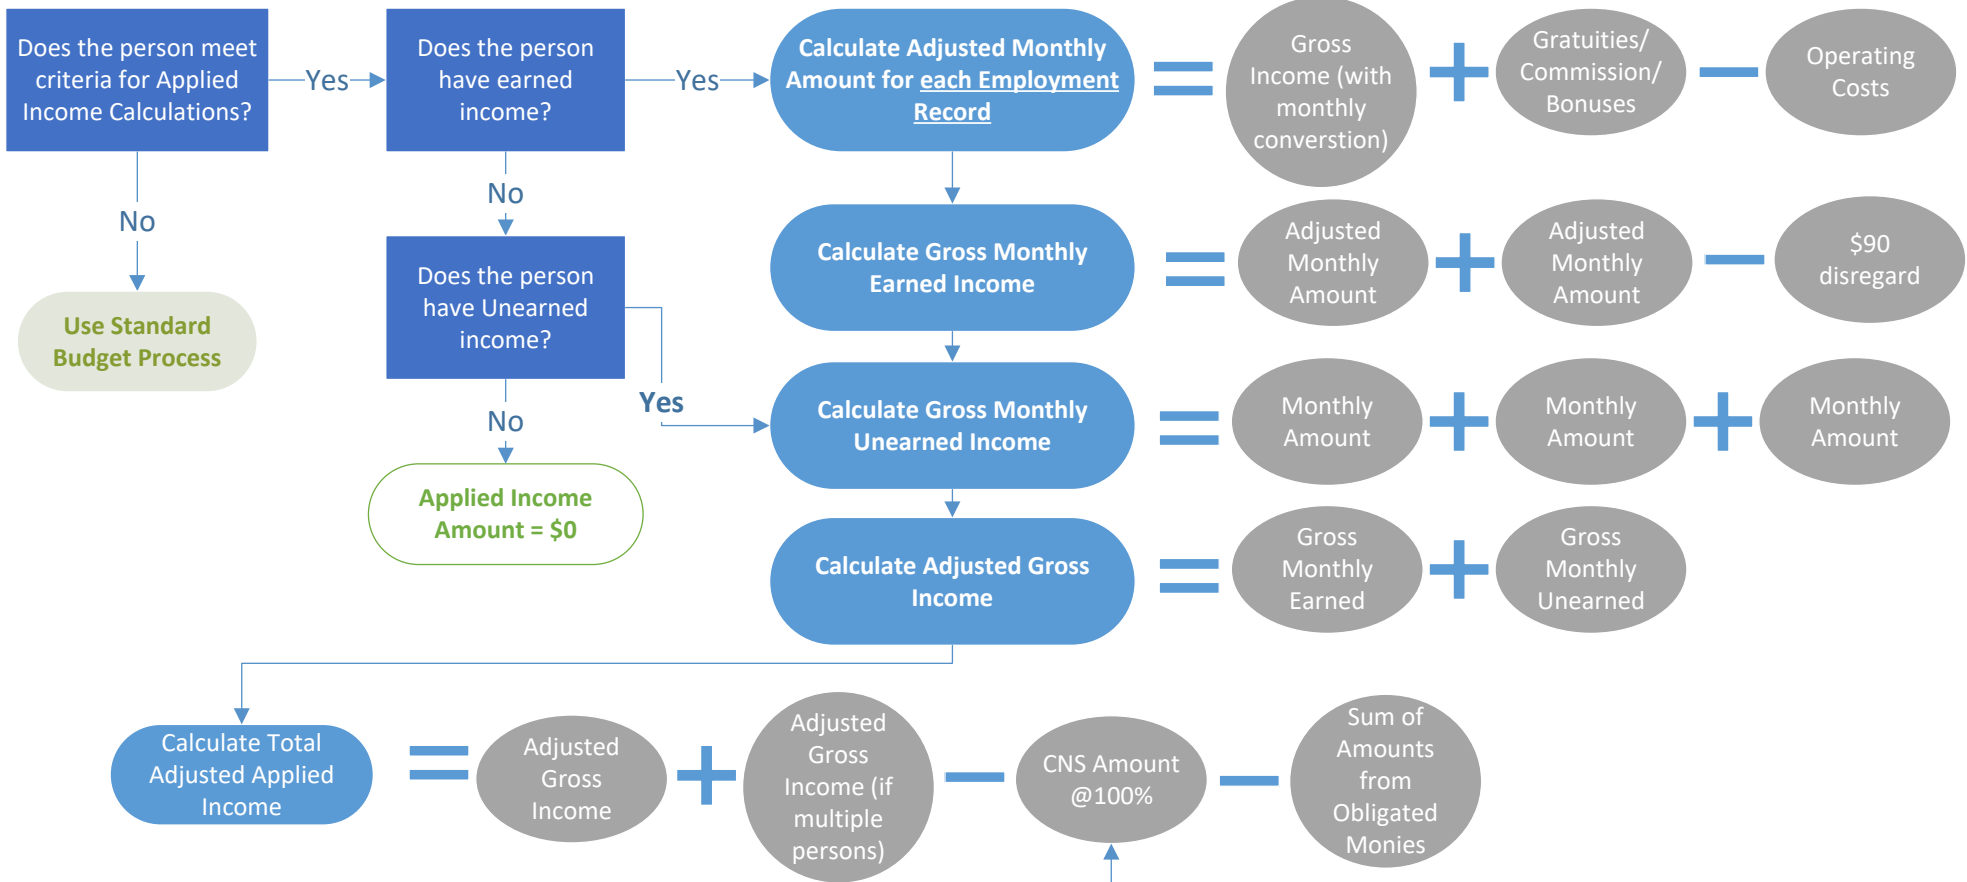 Does the person meet
criteria for Applied
Income Calculations?
Yes
Does the person
have earned
income?
Yes
Calculate Adjusted Monthly
Amount for each Employment
Record
Gross
Income (with
monthly
converstion)
Gratuities/
Commission/
Bonuses
Operating
Costs
No
No
Use Standard
Budget Process
Does the person
have Unearned
income?
Calculate Gross Monthly
Earned Income
Adjusted
Monthly
Amount
Adjusted
Monthly
Amount
$90
disregard
Yes
No
Calculate Gross Monthly
Unearned Income
Monthly
Amount
Monthly
Amount
Monthly
Amount
Applied Income
Amount = $0
Calculate Adjusted Gross
Income
Gross
Monthly
Earned
Gross
Monthly
Unearned
Calculate Total
Adjusted Applied
Income
Adjusted
Gross
Income
Adjusted
Gross
Income (if
multiple
persons)
CNS Amount
@100%
Sum of
Amounts
from
Obligated
Monies